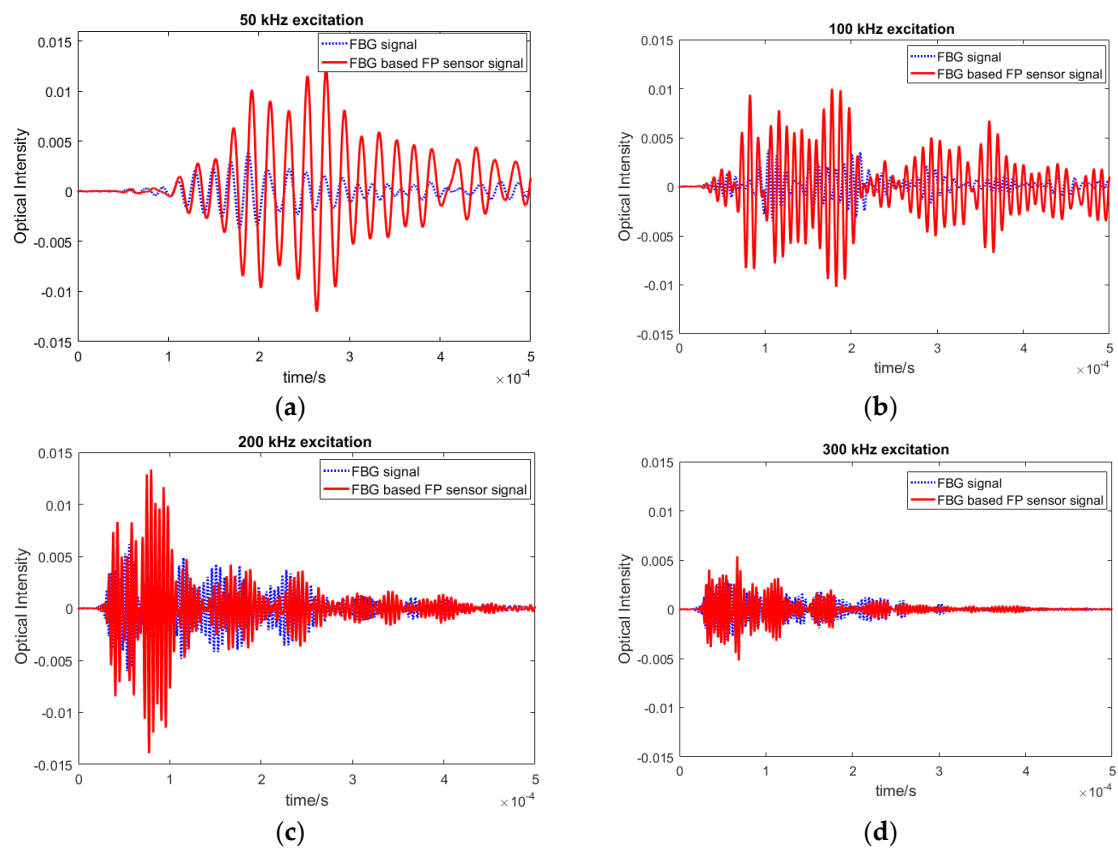 50 kHz excitation
FBG signal
FBG based FP sensor signal
0.015
0.01
0.005
0
-0.005
-0.01
-0.015
Optical Intensity
0 1 2 3 4 5
time/s
×10⁻⁴
(a)
100 kHz excitation
FBG signal
FBG based FP sensor signal
0.015
0.01
0.005
0
-0.005
-0.01
-0.015
Optical Intensity
0 1 2 3 4 5
time/s
×10⁻⁴
(b)
200 kHz excitation
FBG signal
FBG based FP sensor signal
0.015
0.01
0.005
0
-0.005
-0.01
-0.015
Optical Intensity
0 1 2 3 4 5
time/s
×10⁻⁴
(c)
300 kHz excitation
FBG signal
FBG based FP sensor signal
0.015
0.01
0.005
0
-0.005
-0.01
-0.015
Optical Intensity
0 1 2 3 4 5
time/s
×10⁻⁴
(d)